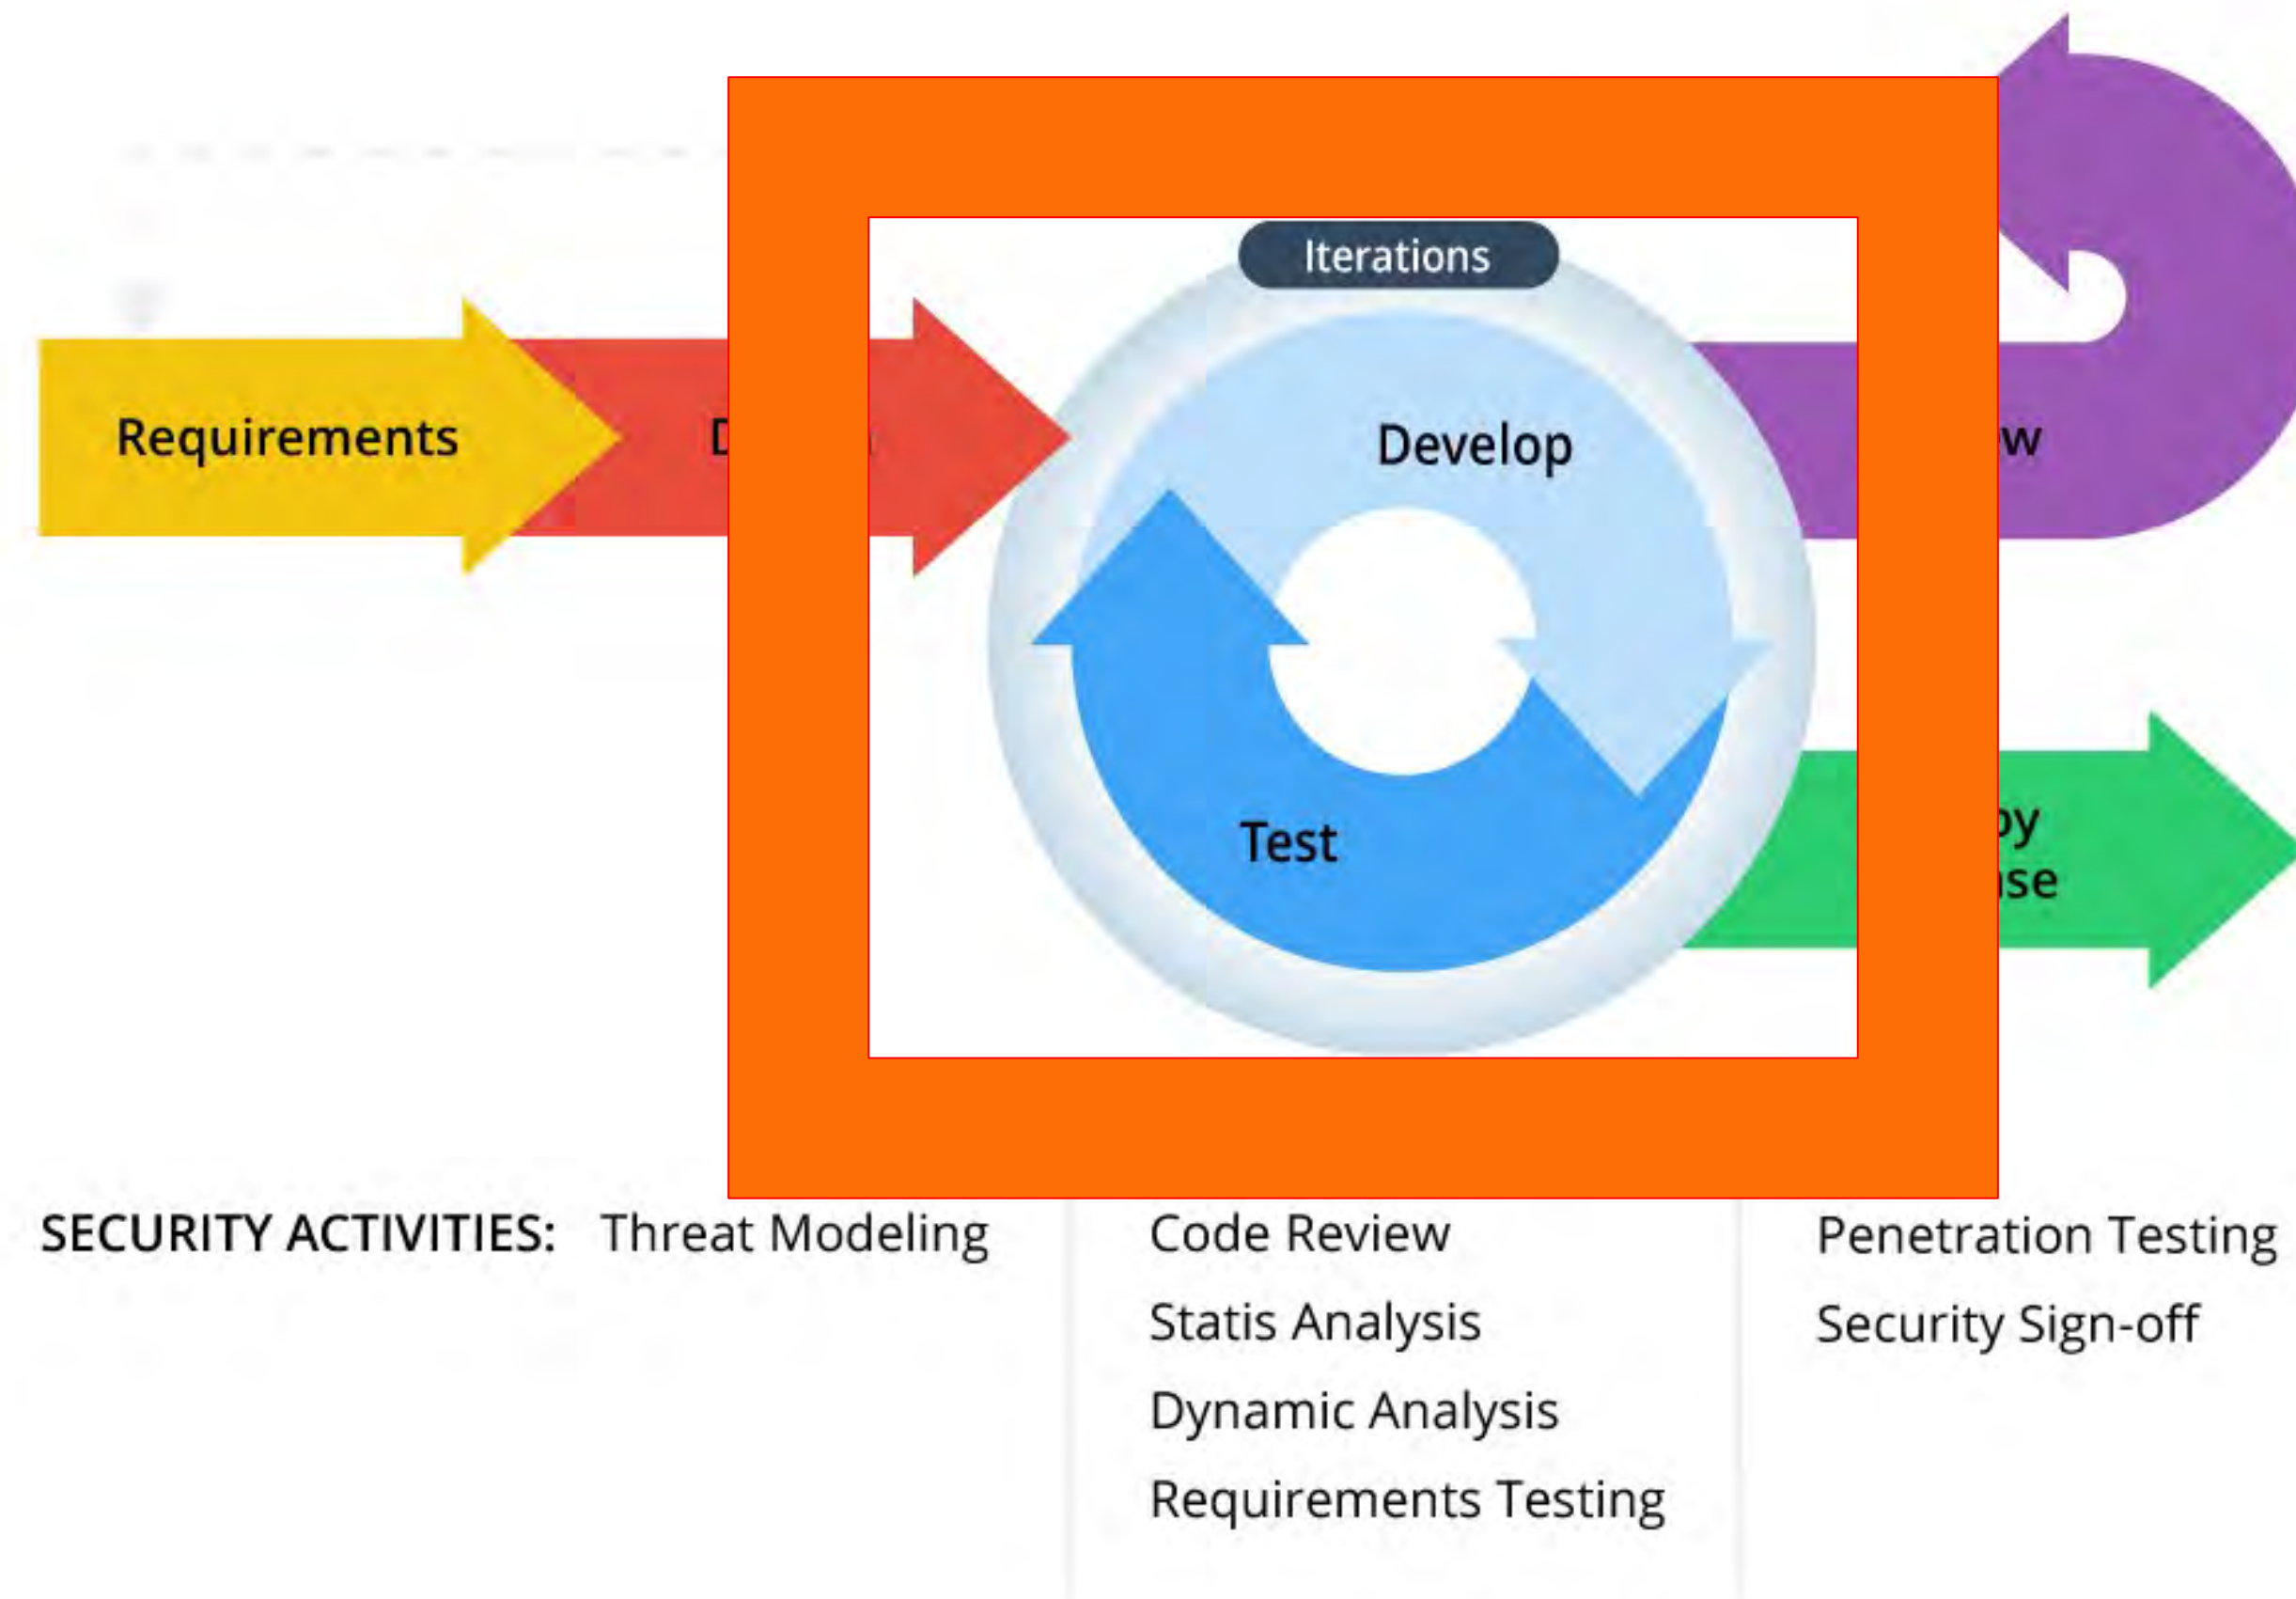 Iterations
Requirements
Develop
Test
SECURITY ACTIVITIES:
Threat Modeling
Code Review
Statis Analysis
Dynamic Analysis
Requirements Testing
Penetration Testing
Security Sign-off